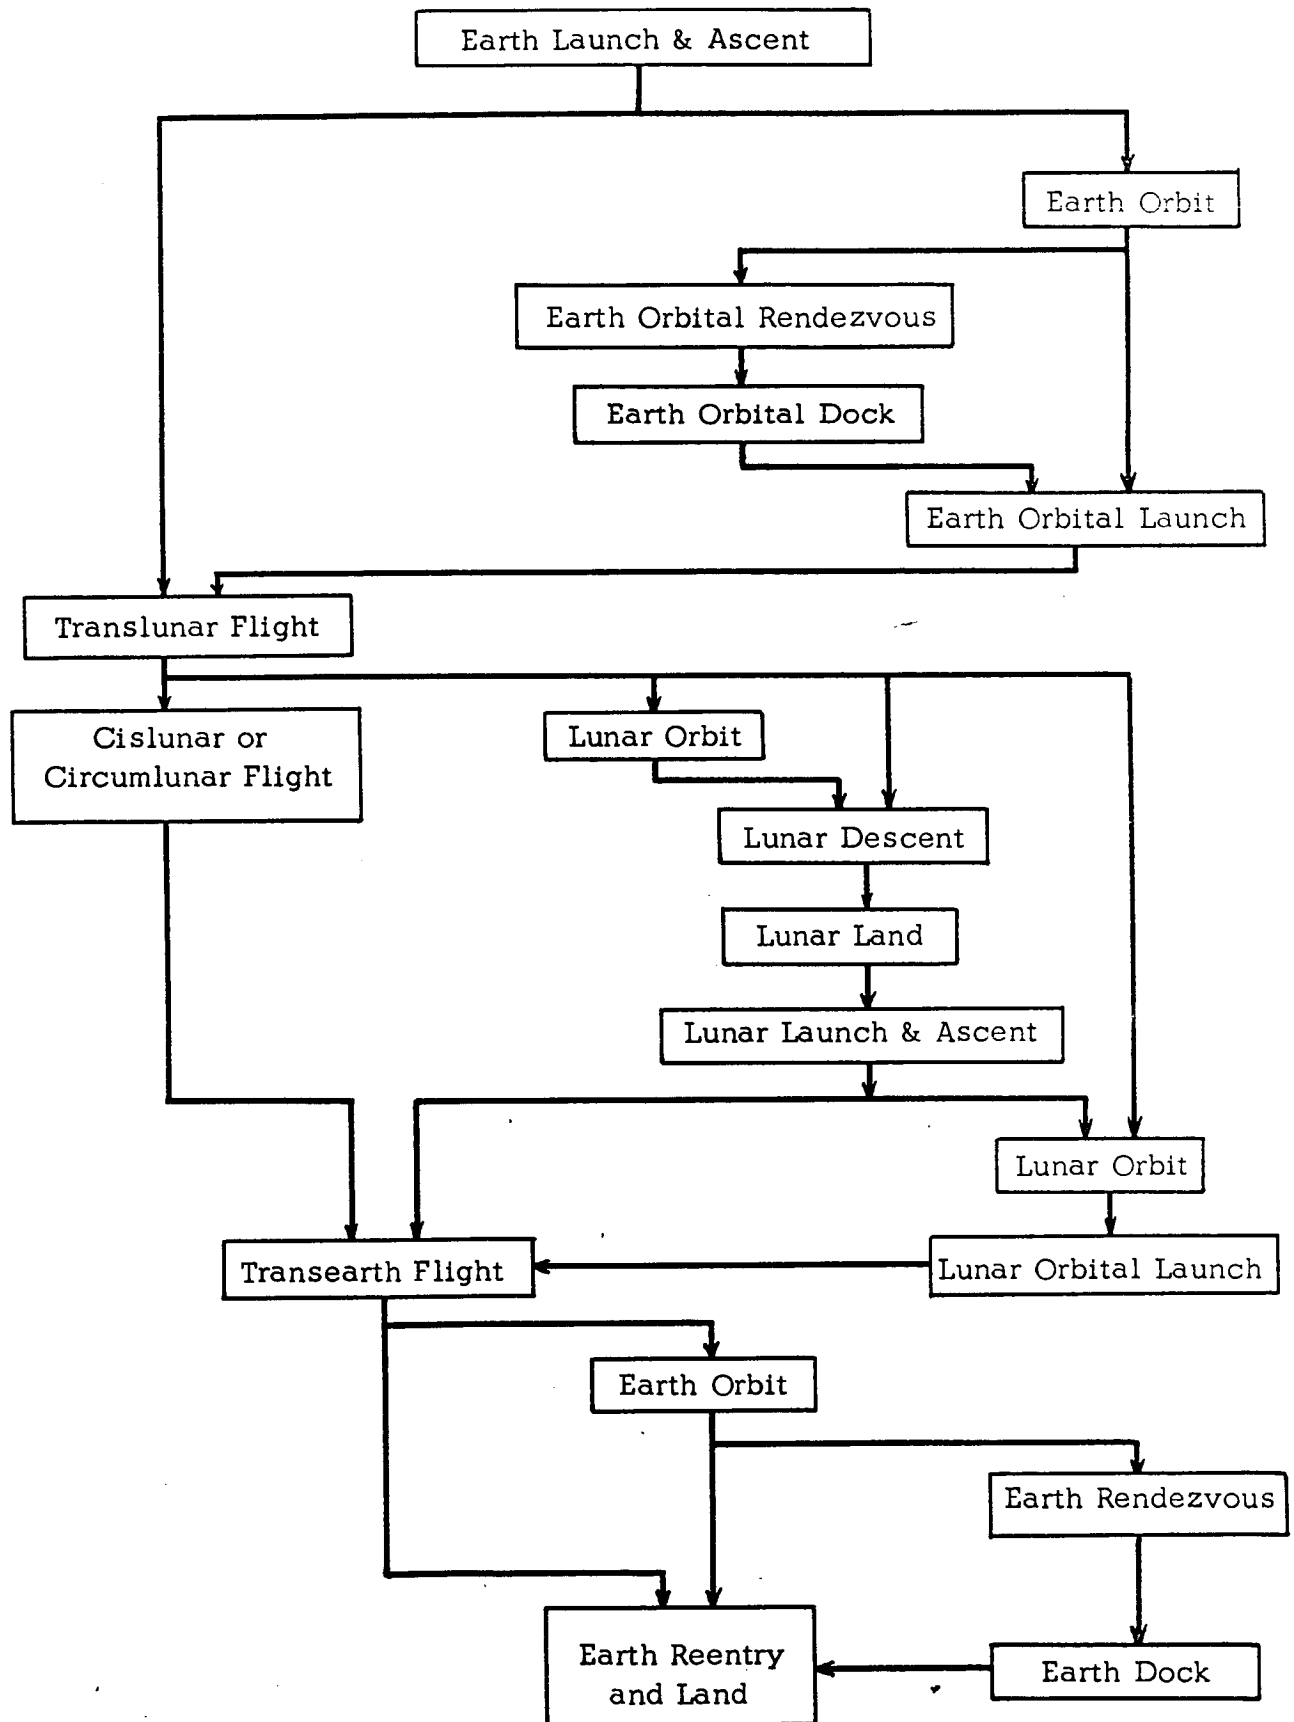 Earth Launch & Ascent
Earth Orbit
Earth Orbital Rendezvous
Earth Orbital Dock
Earth Orbital Launch
Translunar Flight
Cislunar or
Circumlunar Flight
Lunar Orbit
Lunar Descent
Lunar Land
Lunar Launch & Ascent
Lunar Orbit
Transearth Flight
Lunar Orbital Launch
Earth Orbit
Earth Rendezvous
Earth Reentry
and Land
Earth Dock